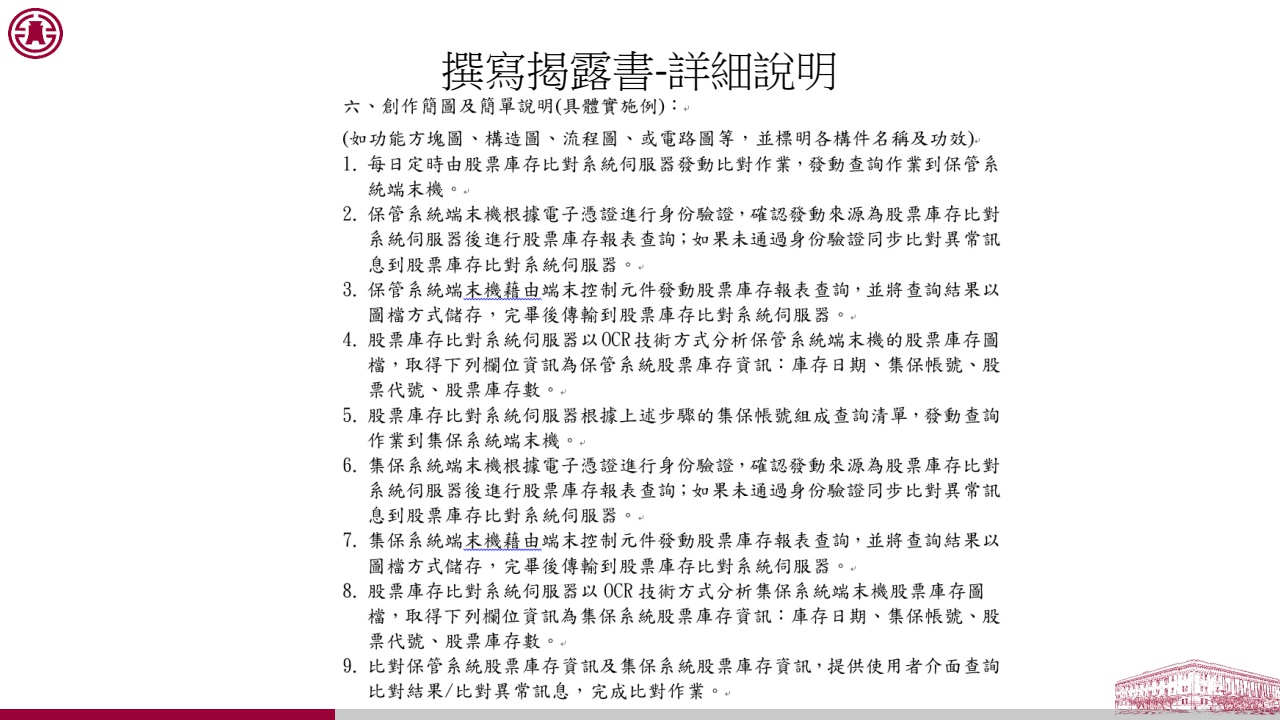 撰寫揭露書-詳細說明
六、創作簡圖及簡單說明(具體實施例)：
(如功能方塊圖、構造圖、流程圖、或電路圖等，並標明各構件名稱及功效)
1. 每日定時由股票庫存比對系統伺服器發動比對作業，發動查詢作業到保管系
統端末機。
2. 保管系統端末機根據電子憑證進行身份驗證，確認發動來源為股票庫存比對
系統伺服器後進行股票庫存報表查詢；如果未通過身份驗證同步比對異常訊
息到股票庫存比對系統伺服器。
3. 保管系統端末機藉由端末控制元件發動股票庫存報表查詢，並將查詢結果以
圖檔方式儲存，完畢後傳輸到股票庫存比對系統伺服器。
4. 股票庫存比對系統伺服器以OCR技術方式分析保管系統端末機的股票庫存圖
檔，取得下列欄位資訊為保管系統股票庫存資訊：庫存日期、集保帳號、股
票代號、股票庫存數。
5. 股票庫存比對系統伺服器根據上述步驟的集保帳號組成查詢清單，發動查詢
作業到集保系統端末機。
6. 集保系統端末機根據電子憑證進行身份驗證，確認發動來源為股票庫存比對
系統伺服器後進行股票庫存報表查詢；如果未通過身份驗證同步比對異常訊
息到股票庫存比對系統伺服器。
7. 集保系統端末機藉由端末控制元件發動股票庫存報表查詢，並將查詢結果以
圖檔方式儲存，完畢後傳輸到股票庫存比對系統伺服器。
8. 股票庫存比對系統伺服器以 OCR 技術方式分析集保系統端末機股票庫存圖
檔，取得下列欄位資訊為集保系統股票庫存資訊：庫存日期、集保帳號、股
票代號、股票庫存數。
9. 比對保管系統股票庫存資訊及集保系統股票庫存資訊，提供使用者介面查詢
比對結果/比對異常訊息，完成比對作業。